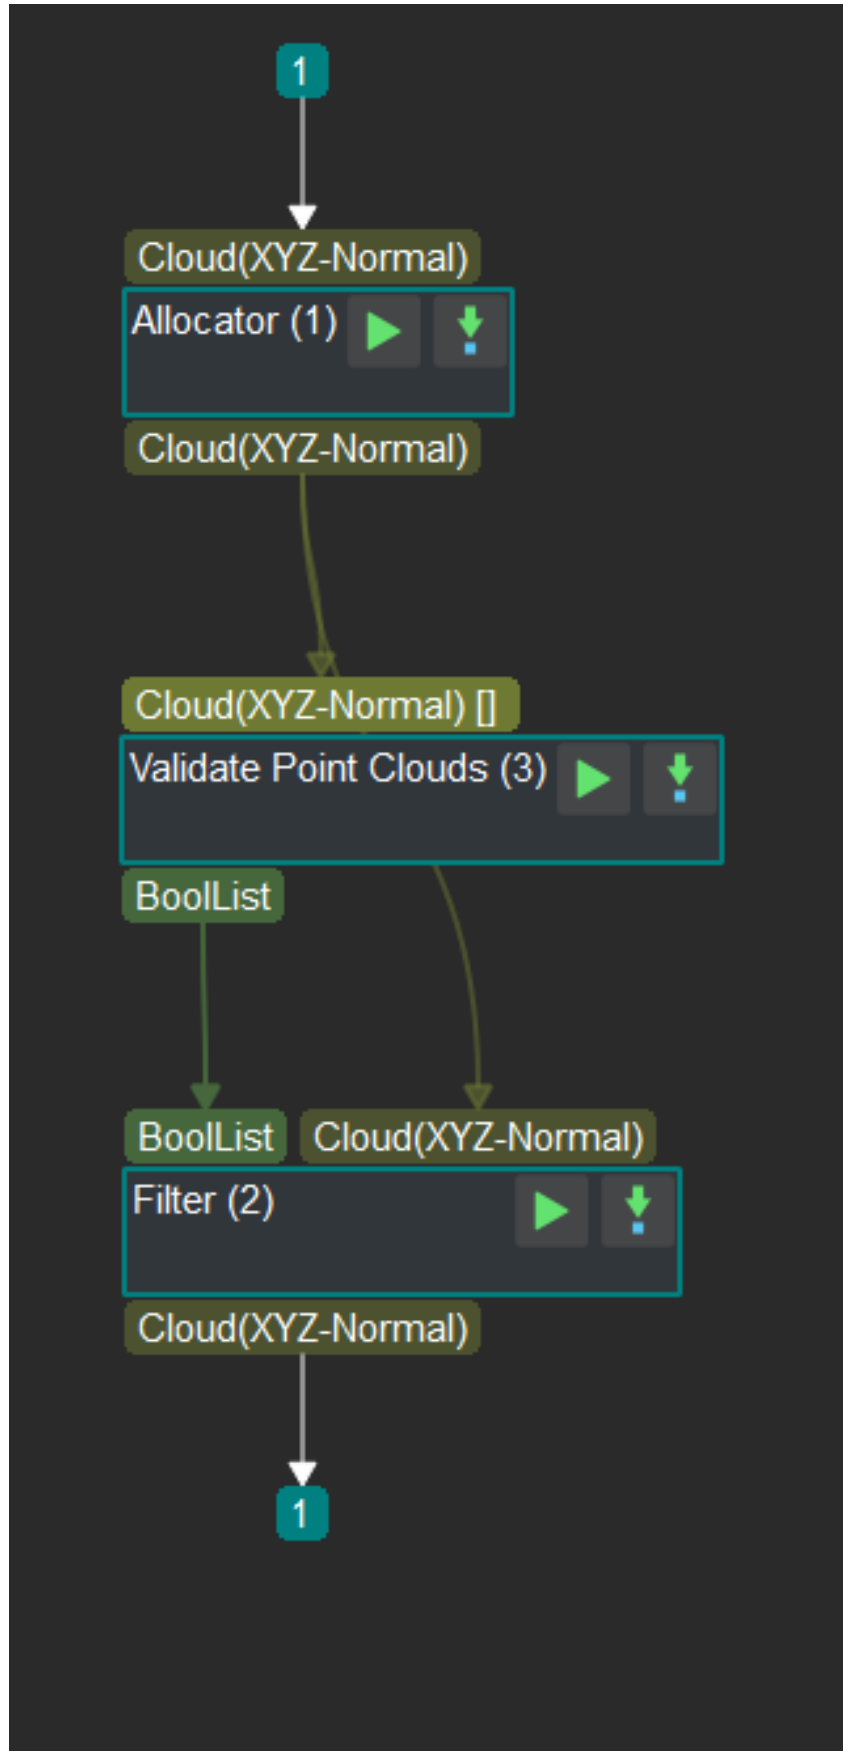 1
Cloud(XYZ-Normal)
Allocator (1)
Cloud(XYZ-Normal)
Cloud(XYZ-Normal) []
Validate Point Clouds (3)
BoolList
BoolList Cloud(XYZ-Normal)
Filter (2)
Cloud(XYZ-Normal)
1